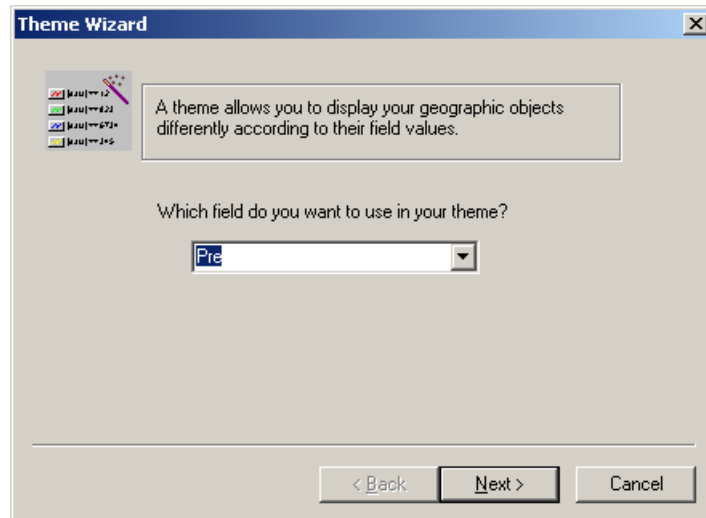 Theme Wizard
A theme allows you to display your geographic objects
differently according to their field values.
Which field do you want to use in your theme?
Pre
< Back Next > Cancel